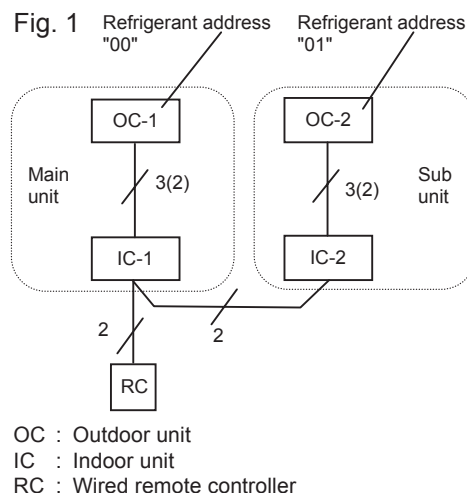 Fig. 1
Refrigerant address
"00"
Refrigerant address
"01"
OC-1
OC-2
Main
unit
3(2)
3(2)
Sub
unit
IC-1
IC-2
2
2
RC
OC : Outdoor unit
IC : Indoor unit
RC : Wired remote controller